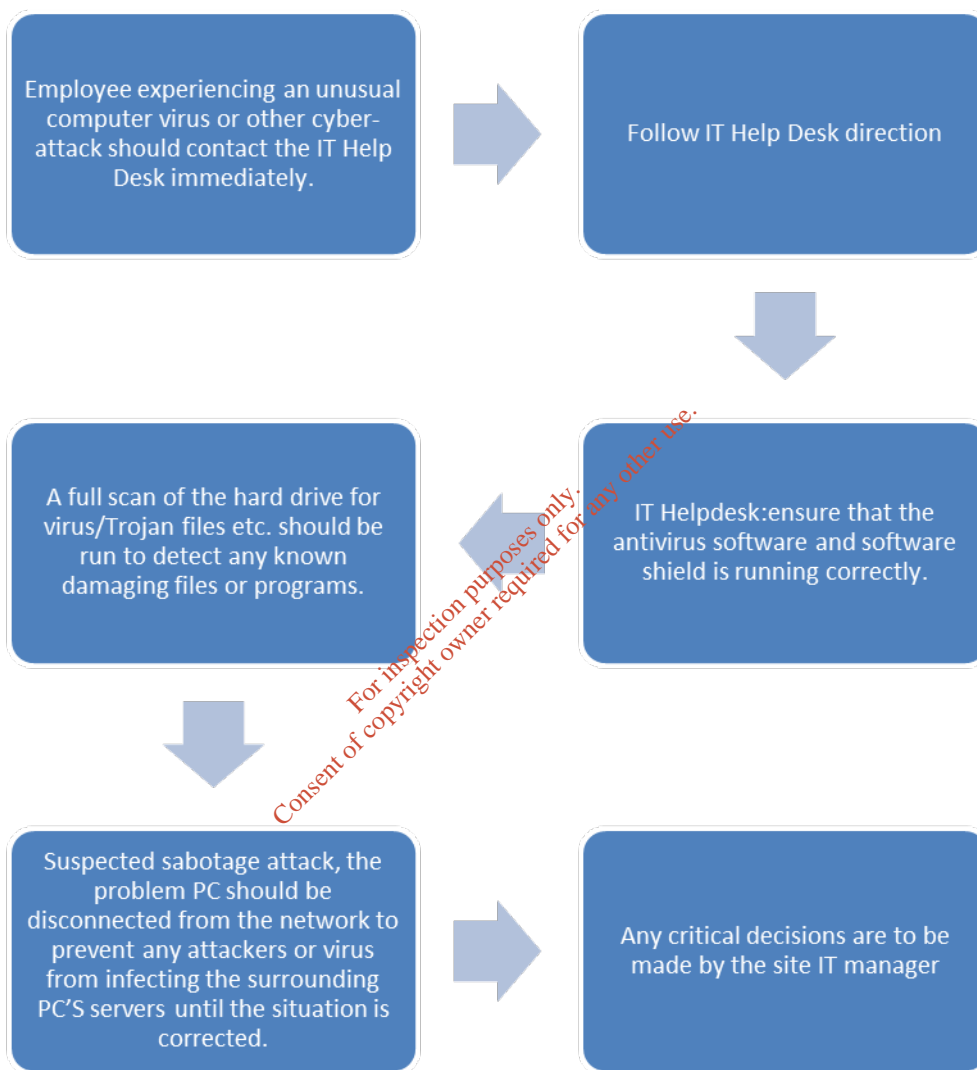 Employee experiencing an unusual
computer virus or other cyber-
attack should contact the IT Help
Desk immediately.
Follow IT Help Desk direction
IT Helpdesk:ensure that the
antivirus software and software
shield is running correctly.
A full scan of the hard drive for
virus/Trojan files etc. should be
run to detect any known
damaging files or programs.
Suspected sabotage attack, the
problem PC should be
disconnected from the network to
prevent any attackers or virus
from infecting the surrounding
PC'S servers until the situation is
corrected.
Any critical decisions are to be
made by the site IT manager
For inspection purposes only.
Consent of copyright owner required for any other use.